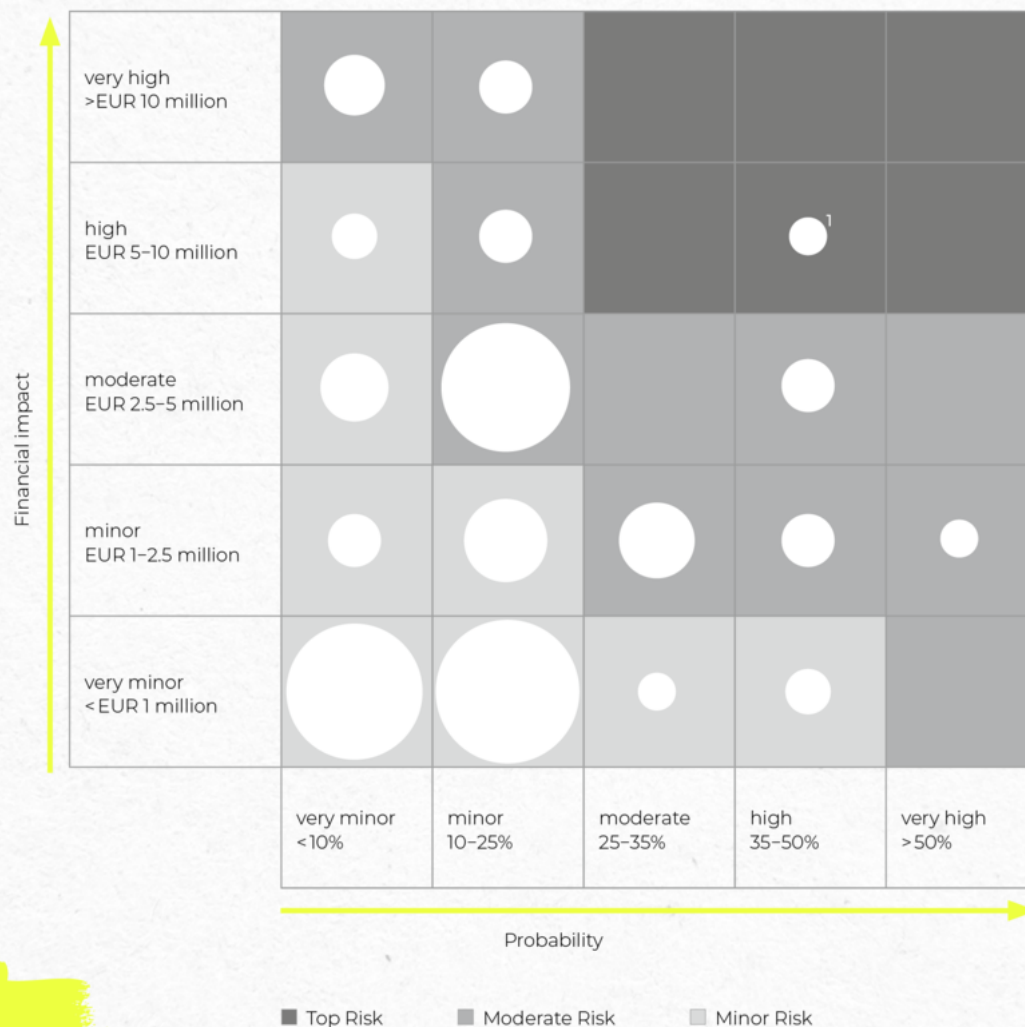 very high
>EUR 10 million
high
EUR 5–10 million
1
moderate
EUR 2.5–5 million
minor
EUR 1–2.5 million
very minor
<EUR 1 million
Financial impact
very minor
<10%
minor
10–25%
moderate
25–35%
high
35–50%
very high
>50%
Probability
Top Risk
Moderate Risk
Minor Risk